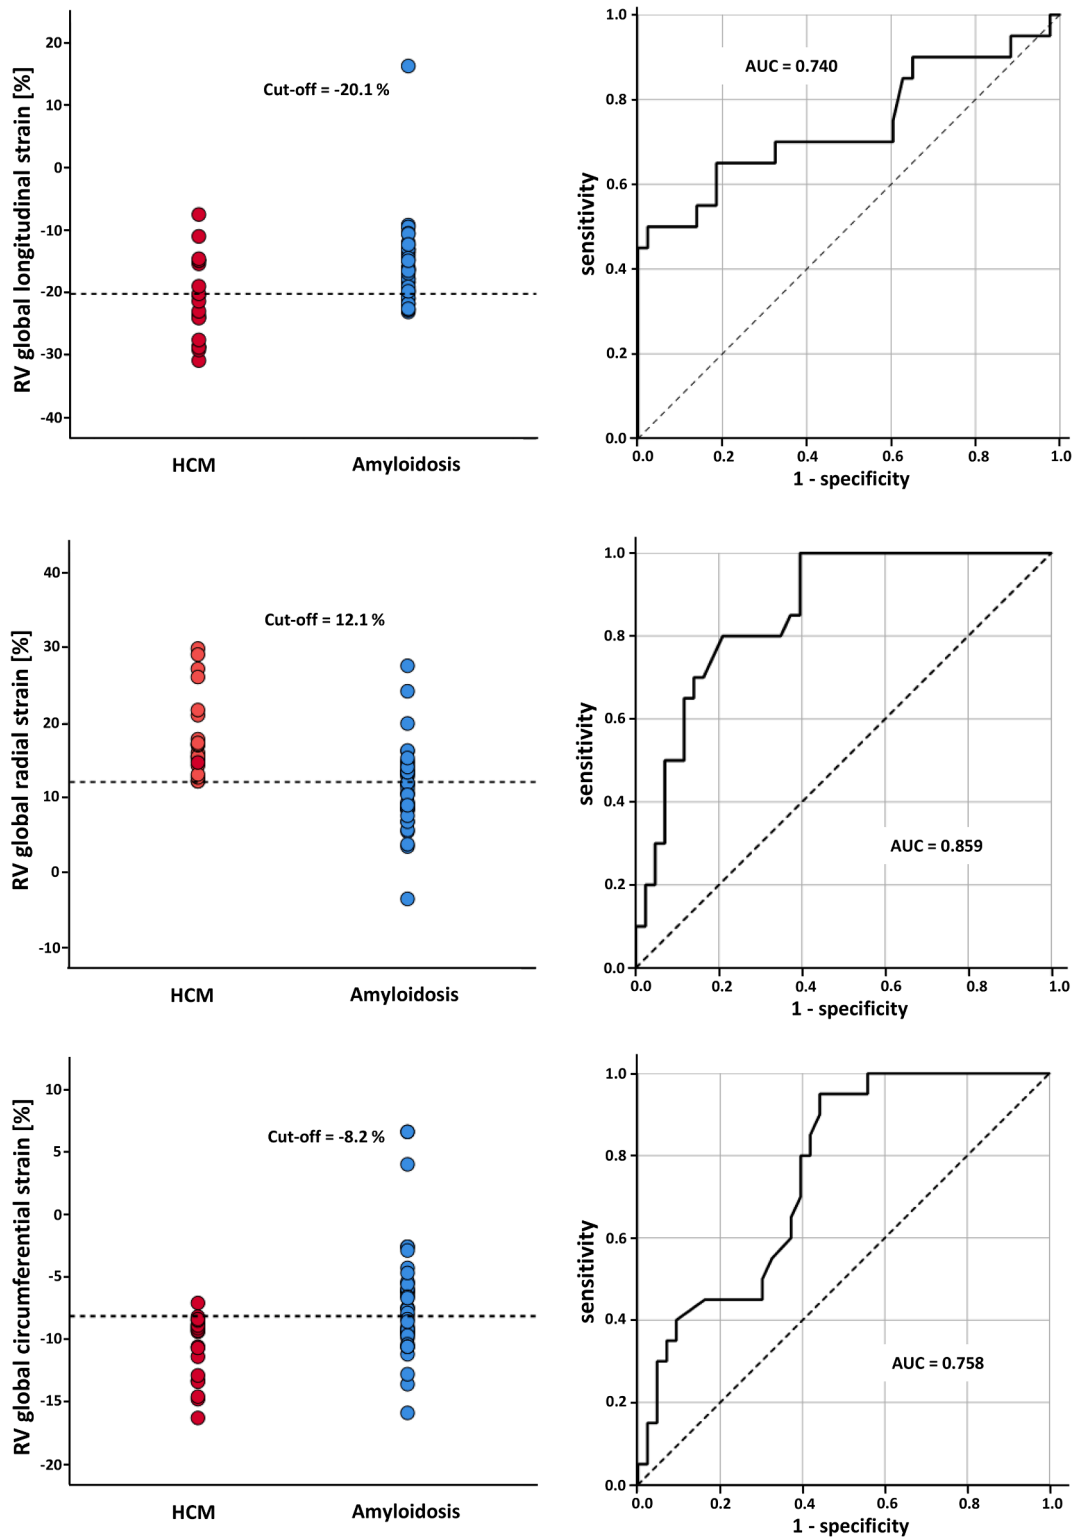 RV global longitudinal strain [%]
20
10
0
-10
-20
-30
-40
Cut-off = -20.1 %
HCM
Amyloidosis
sensitivity
1.0
0.8
0.6
0.4
0.2
0.0
AUC = 0.740
0.0 0.2 0.4 0.6 0.8 1.0
1 - specificity
RV global radial strain [%]
40
30
20
10
0
-10
Cut-off = 12.1 %
HCM
Amyloidosis
sensitivity
1.0
0.8
0.6
0.4
0.2
0.0
AUC = 0.859
0.0 0.2 0.4 0.6 0.8 1.0
1 - specificity
RV global circumferential strain [%]
10
5
0
-5
-10
-15
-20
Cut-off = -8.2 %
HCM
Amyloidosis
sensitivity
1.0
0.8
0.6
0.4
0.2
0.0
AUC = 0.758
0.0 0.2 0.4 0.6 0.8 1.0
1 - specificity